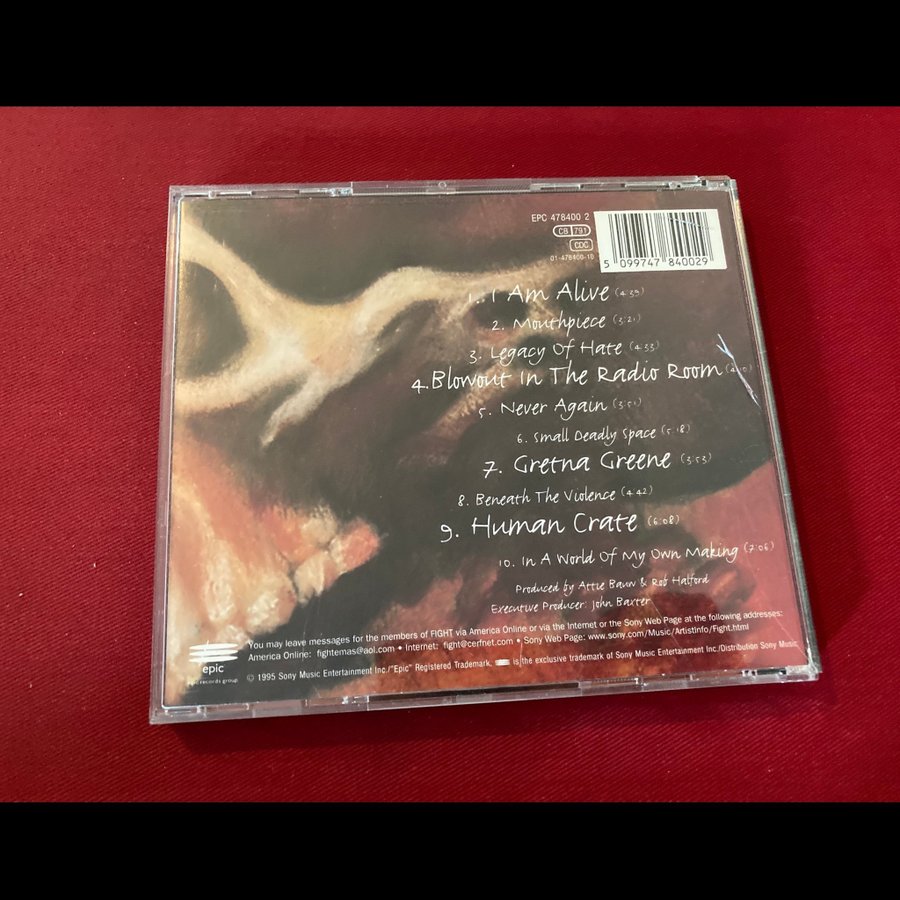 EPC 478400 2
CB 791
CDC
01-478400-10
5 099747 840029
1. I Am Alive (4:39)
2. Mouthpiece (3:21)
3. Legacy Of Hate (4:33)
4. Blowout In The Radio Room
5. Never Again (3:51)
6. Small Deadly Space (5:18)
7. Gretna Greene (3:53)
8. Beneath The Violence (4:42)
9. Human Crate (6:08)
10. In A World Of My Own Making (7:06)
Produced by Attie Bauw & Rob Halford
Executive Producer: John Baxter
You may leave messages for the members of FIGHT via America Online or via the Internet or the Sony Web Page at the following addresses:
America Online: fightemas@aol.com • Internet: fight@cerfnet.com • Sony Web Page: www.sony.com/Music/ArtistInfo/Fight.html
© 1995 Sony Music Entertainment Inc./"Epic" Registered Trademark, is the exclusive trademark of Sony Music Entertainment Inc./Distribution Sony Music
epic
epic records group